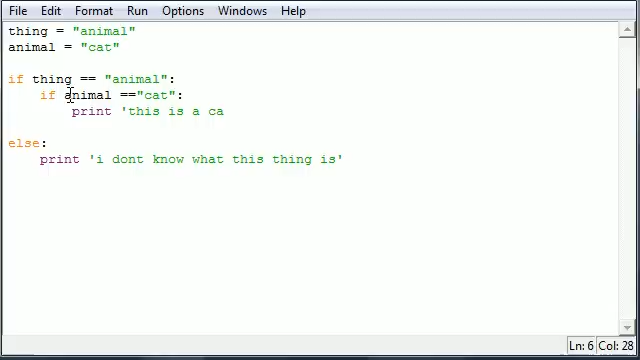 File Edit Format Run Options Windows Help
thing = "animal"
animal = "cat"
if thing == "animal":
if animal =="cat":
print 'this is a ca
else:
print 'i dont know what this thing is'
Ln: 6 Col: 28